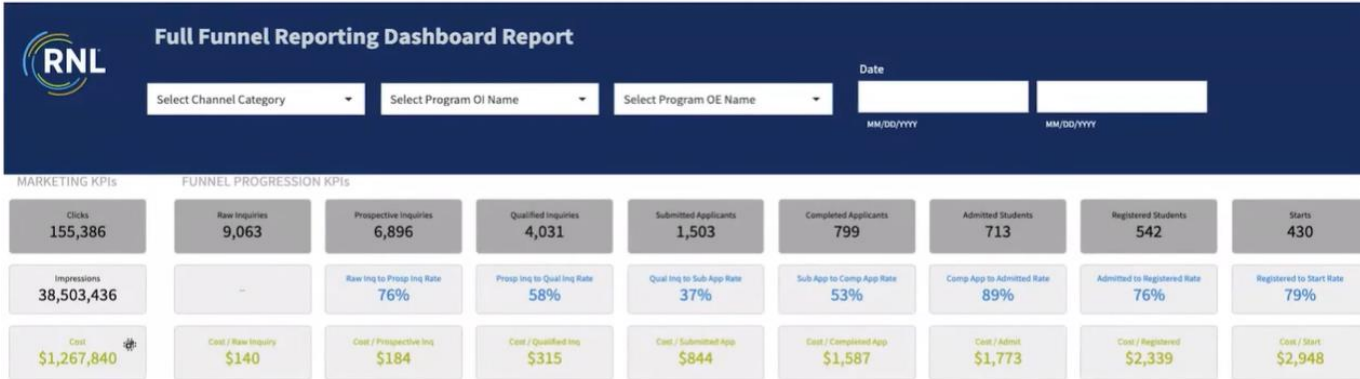 RNL
Full Funnel Reporting Dashboard Report
Date
Select Channel Category
Select Program OI Name
Select Program OE Name
MM/DD/YYYY
MM/DD/YYYY
MARKETING KPIs
FUNNEL PROGRESSION KPIs
Clicks
155,386
Raw Inquiries
9,063
Prospective Inquiries
6,896
Qualified Inquiries
4,031
Submitted Applicants
1,503
Completed Applicants
799
Admitted Students
713
Registered Students
542
Starts
430
Impressions
38,503,436
–
Raw Inq to Prosp Inq Rate
76%
Prosp Inq to Qual Inq Rate
58%
Qual Inq to Sub App Rate
37%
Sub App to Comp App Rate
53%
Comp App to Admitted Rate
89%
Admitted to Registered Rate
76%
Registered to Start Rate
79%
Cost
$1,267,840
Cost / Raw Inquiry
$140
Cost / Prospective Inq
$184
Cost / Qualified Inq
$315
Cost / Submitted App
$844
Cost / Completed App
$1,587
Cost / Admit
$1,773
Cost / Registered
$2,339
Cost / Start
$2,948